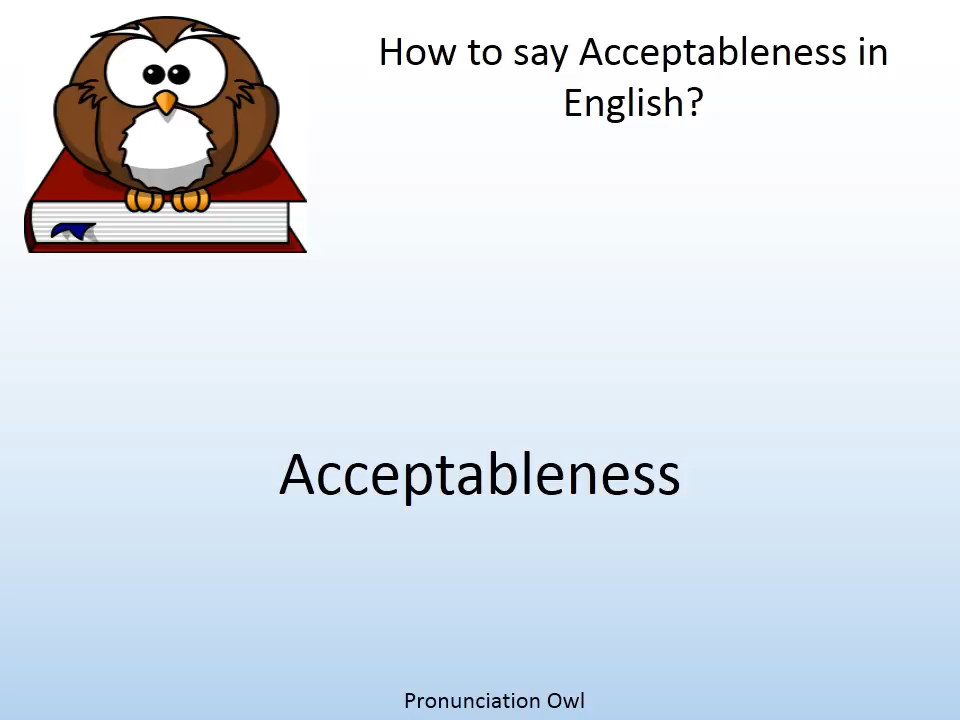 How to say Acceptableness in
English?
Acceptableness
Pronunciation Owl